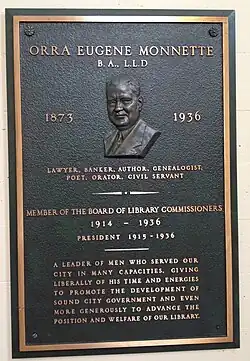 ORRA EUGENE MONNETTE
B.A., L.L.D
1873 1936
LAWYER, BANKER, AUTHOR, GENEALOGIST,
POET, ORATOR, CIVIL SERVANT
MEMBER OF THE BOARD OF LIBRARY COMMISSIONERS
1914 – 1936
PRESIDENT 1915-1936
A LEADER OF MEN WHO SERVED OUR
CITY IN MANY CAPACITIES, GIVING
LIBERALLY OF HIS TIME AND ENERGIES
TO PROMOTE THE DEVELOPMENT OF
SOUND CITY GOVERNMENT AND EVEN
MORE GENEROUSLY TO ADVANCE THE
POSITION AND WELFARE OF OUR LIBRARY.